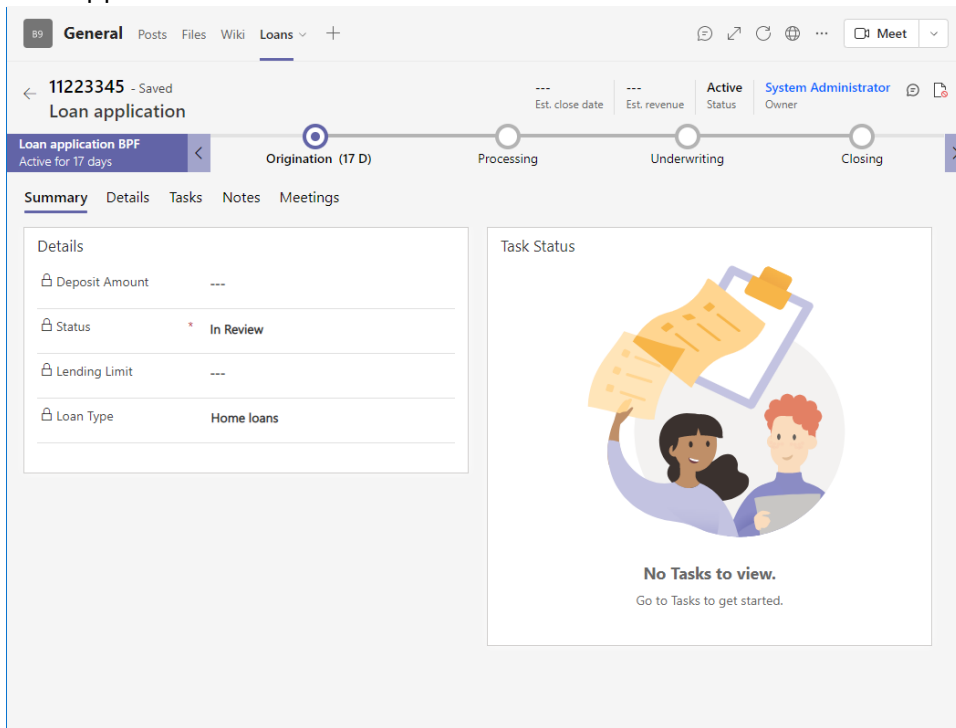 B9 General Posts Files Wiki Loans Meet
11223345 - Saved
Loan application
--- Est. close date
--- Est. revenue
Active Status
System Administrator Owner
Loan application BPF
Active for 17 days
Origination (17 D) Processing Underwriting Closing
Summary Details Tasks Notes Meetings
Details
Deposit Amount ---
Status * In Review
Lending Limit ---
Loan Type Home loans
Task Status
No Tasks to view.
Go to Tasks to get started.